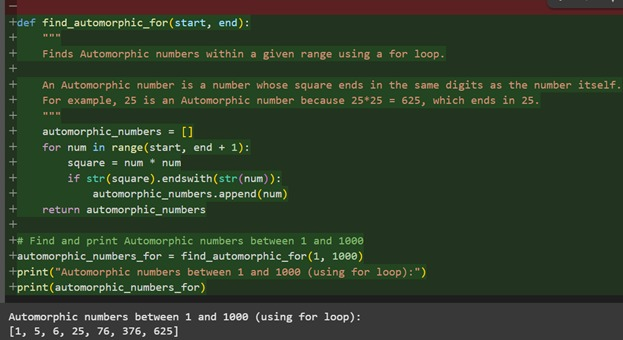 +def find_automorphic_for(start, end):
+    """
+    Finds Automorphic numbers within a given range using a for loop.
+
+    An Automorphic number is a number whose square ends in the same digits as the number itself.
+    For example, 25 is an Automorphic number because 25*25 = 625, which ends in 25.
+    """
+    automorphic_numbers = []
+    for num in range(start, end + 1):
+        square = num * num
+        if str(square).endswith(str(num)):
+            automorphic_numbers.append(num)
+    return automorphic_numbers
+
+# Find and print Automorphic numbers between 1 and 1000
+automorphic_numbers_for = find_automorphic_for(1, 1000)
+print("Automorphic numbers between 1 and 1000 (using for loop):")
+print(automorphic_numbers_for)
Automorphic numbers between 1 and 1000 (using for loop):
[1, 5, 6, 25, 76, 376, 625]